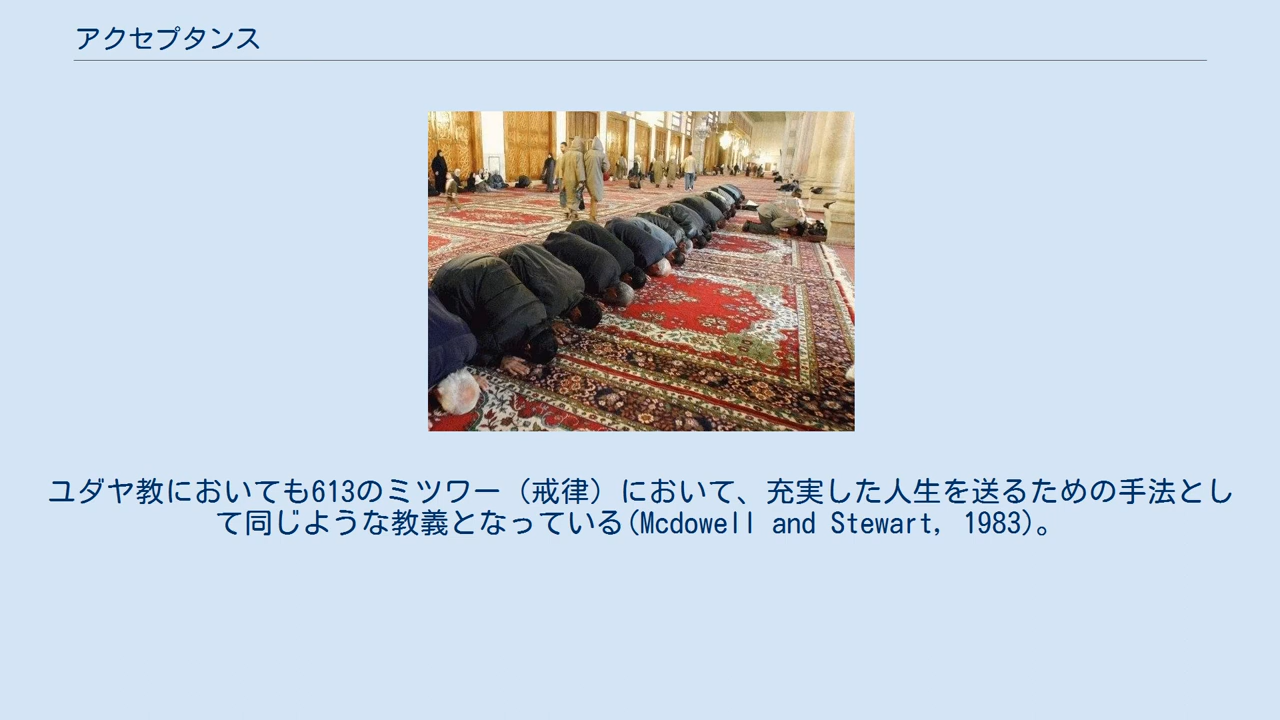 アクセプタンス
ユダヤ教においても613のミツワー（戒律）において、充実した人生を送るための手法とし
て同じような教義となっている(Mcdowell and Stewart, 1983)。